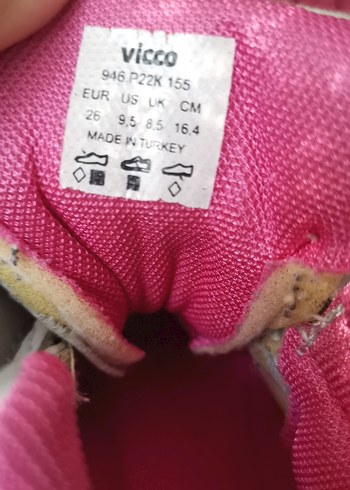 vicco
946.P22K.155
EUR US UK CM
26 9,5 8,5 16,4
MADE IN TURKEY